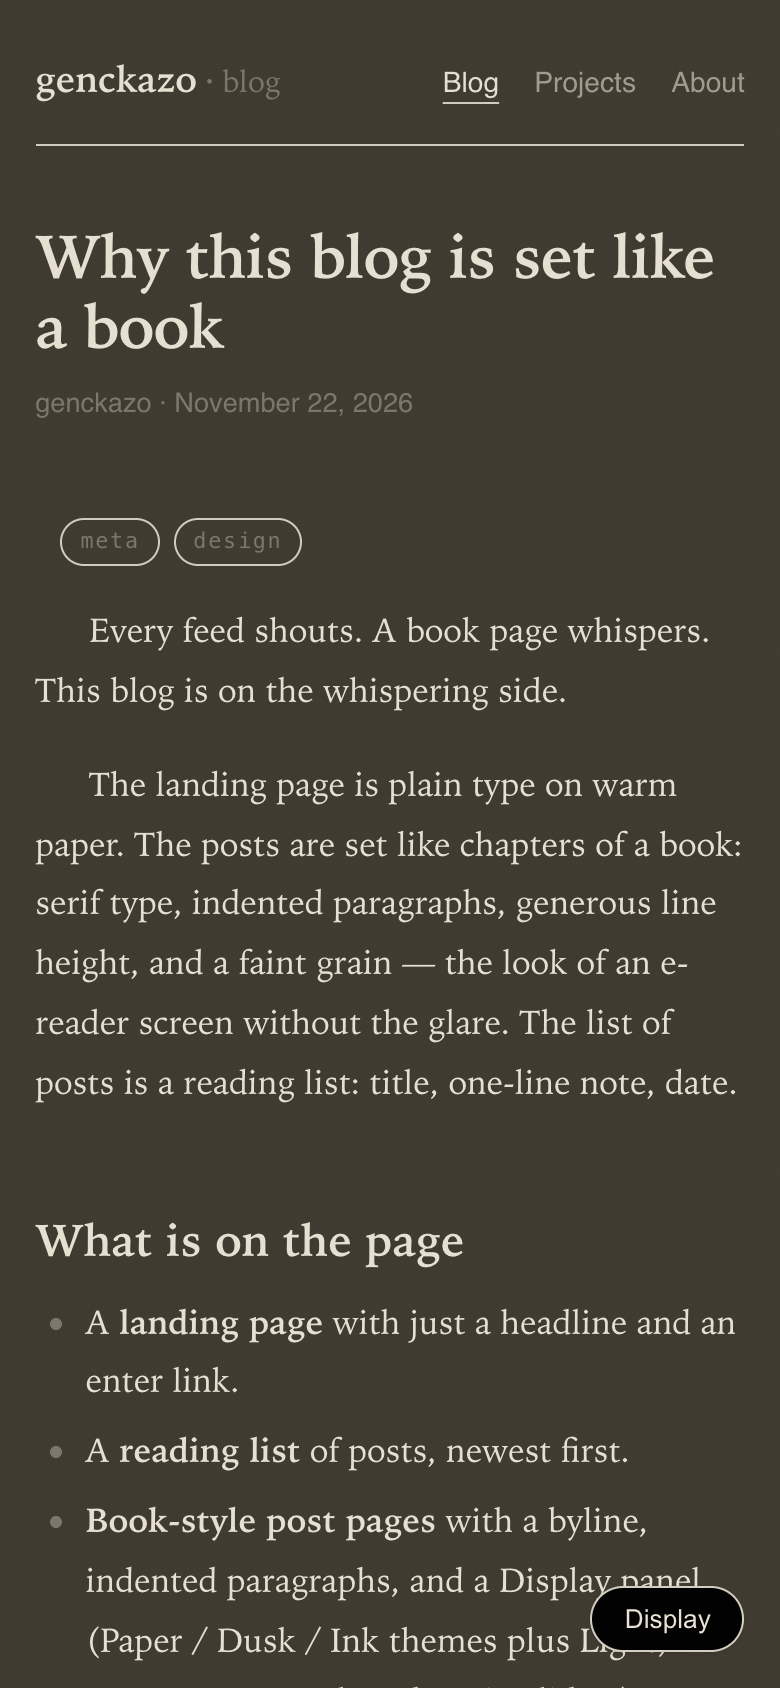 genckazo · blog
Blog Projects About
Why this blog is set like
a book
genckazo · November 22, 2026
meta design
Every feed shouts. A book page whispers.
This blog is on the whispering side.
The landing page is plain type on warm
paper. The posts are set like chapters of a book:
serif type, indented paragraphs, generous line
height, and a faint grain — the look of an e-
reader screen without the glare. The list of
posts is a reading list: title, one-line note, date.
What is on the page
A landing page with just a headline and an
enter link.
A reading list of posts, newest first.
Book-style post pages with a byline,
indented paragraphs, and a Display panel
(Paper / Dusk / Ink themes plus
Display